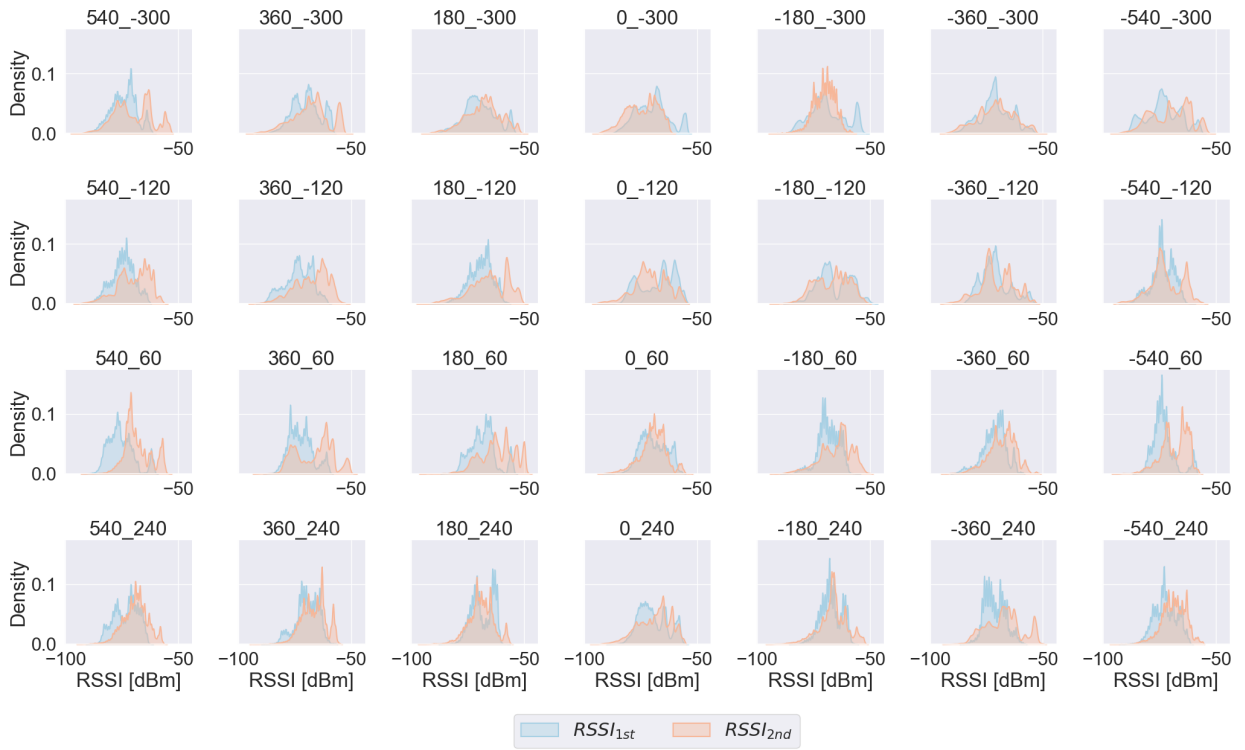 540_-300 360_-300 180_-300 0_-300 -180_-300 -360_-300 -540_-300
Density 0.1 0.0
−50 −50 −50 −50 −50 −50 −50
540_-120 360_-120 180_-120 0_-120 -180_-120 -360_-120 -540_-120
Density 0.1 0.0
−50 −50 −50 −50 −50 −50 −50
540_60 360_60 180_60 0_60 -180_60 -360_60 -540_60
Density 0.1 0.0
−50 −50 −50 −50 −50 −50 −50
540_240 360_240 180_240 0_240 -180_240 -360_240 -540_240
Density 0.1 0.0
−100 −50 −100 −50 −100 −50 −100 −50 −100 −50 −100 −50 −100 −50
RSSI [dBm] RSSI [dBm] RSSI [dBm] RSSI [dBm] RSSI [dBm] RSSI [dBm] RSSI [dBm]
RSSI1st RSSI2nd